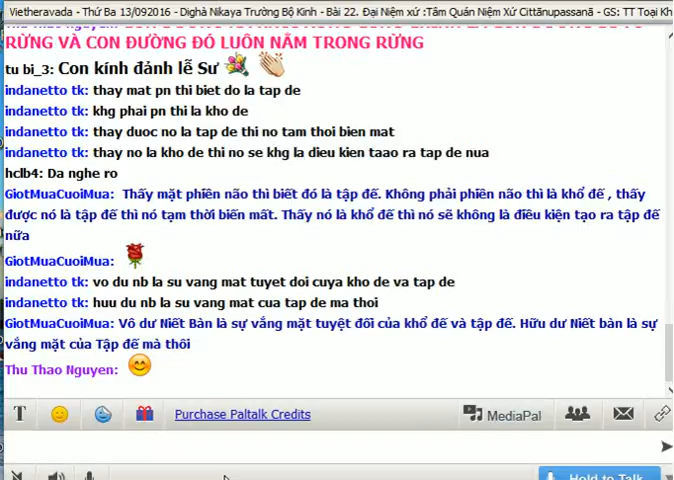 Vietheravada - Thứ Ba 13/092016 - Dighà Nikaya Trường Bộ Kinh - Bài 22. Đại Niệm xứ :Tâm Quán Niệm Xứ Cittānupassanā - GS: TT Toại Kh
RỪNG VÀ CON ĐƯỜNG ĐÓ LUÔN NẰM TRONG RỪNG
tu bi_3: Con kính đảnh lễ Sư
indanetto tk: thay mat pn thi biet do la tap de
indanetto tk: khg phai pn thi la kho de
indanetto tk: thay duoc no la tap de thi no tam thoi bien mat
indanetto tk: thay no la kho de thi no se khg la dieu kien taao ra tap de nua
hclb4: Da nghe ro
GiotMuaCuoiMua: Thấy mặt phiên não thì biết đó là tập đế. Không phải phiên não thì là khổ đế , thấy
được nó là tập đế thì nó tạm thời biến mất. Thấy nó là khổ đế thì nó sẽ không là điều kiện tạo ra tập đế
nữa
GiotMuaCuoiMua:
indanetto tk: vo du nb la su vang mat tuyet doi cuya kho de va tap de
indanetto tk: huu du nb la su vang mat cua tap de ma thoi
GiotMuaCuoiMua: Vô dư Niết Bàn là sự vắng mặt tuyệt đối của khổ đế và tập đế. Hữu dư Niết bàn là sự
vắng mặt của Tập đế mà thôi
Thu Thao Nguyen:
T Purchase Paltalk Credits MediaPal
Hold to Talk